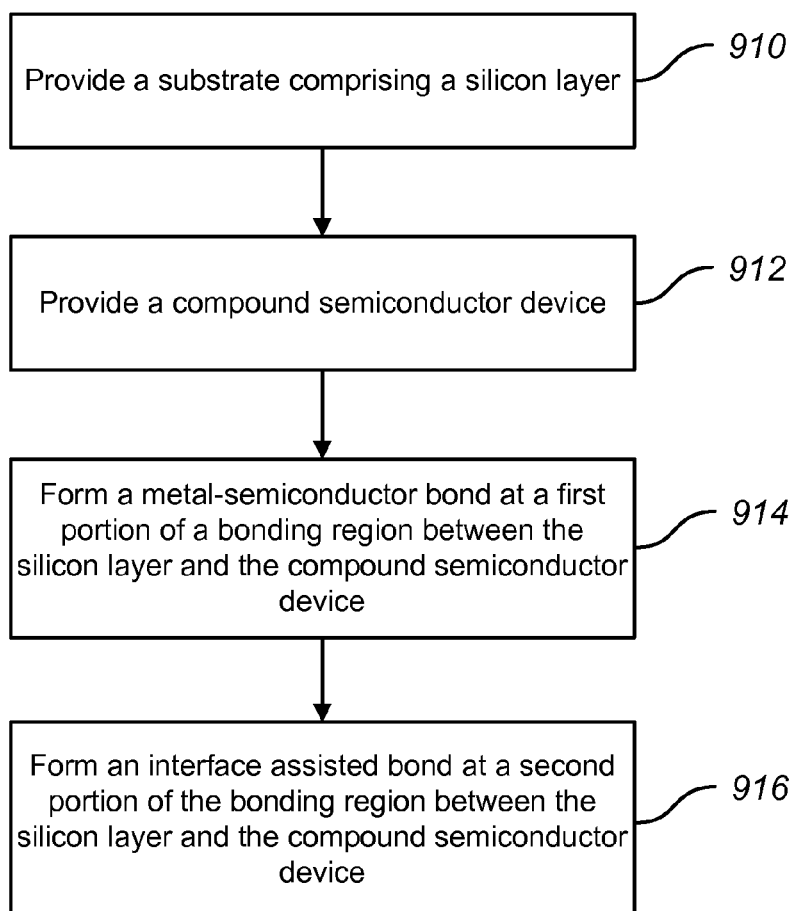 Provide a substrate comprising a silicon layer
910
Provide a compound semiconductor device
912
Form a metal-semiconductor bond at a first
portion of a bonding region between the
silicon layer and the compound semiconductor
device
914
Form an interface assisted bond at a second
portion of the bonding region between the
silicon layer and the compound semiconductor
device
916